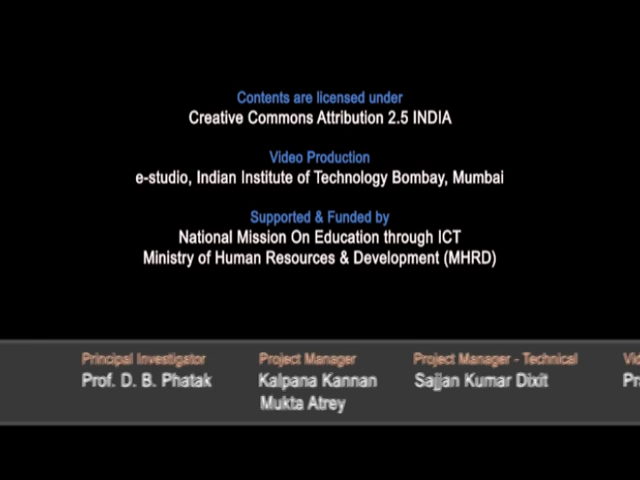 Contents are licensed under
Creative Commons Attribution 2.5 INDIA
Video Production
e-studio, Indian Institute of Technology Bombay, Mumbai
Supported & Funded by
National Mission On Education through ICT
Ministry of Human Resources & Development (MHRD)
Principal Investigator
Prof. D. B. Phatak
Project Manager
Kalpana Kannan
Mukta Atrey
Project Manager - Technical
Sajjan Kumar Dixit